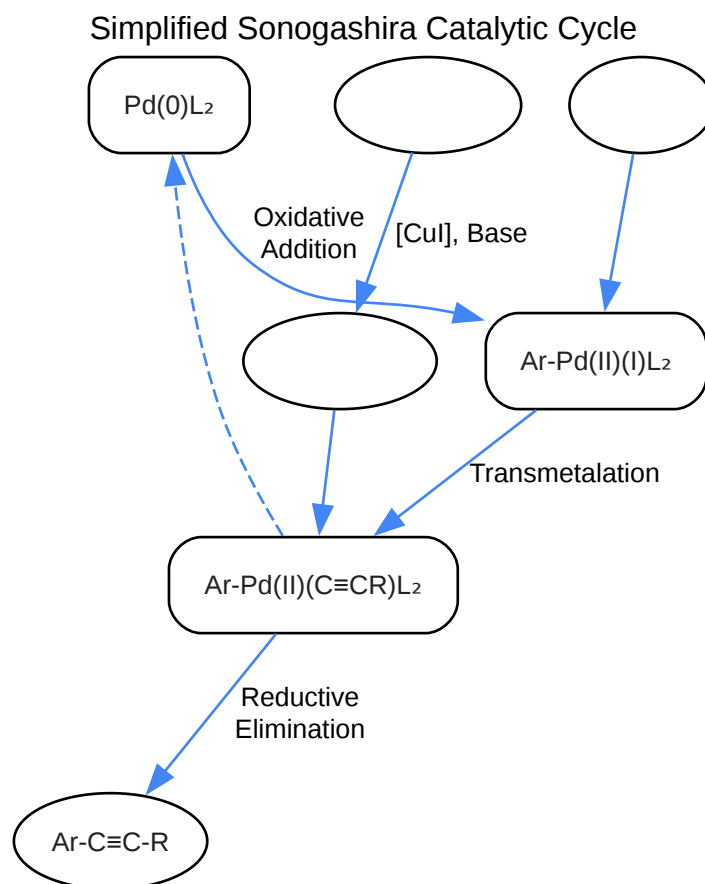 Simplified Sonogashira Catalytic Cycle
Pd(0)L₂
Oxidative
Addition
[CuI], Base
Ar-Pd(II)(I)L₂
Transmetalation
Ar-Pd(II)(C≡CR)L₂
Reductive
Elimination
Ar-C≡C-R